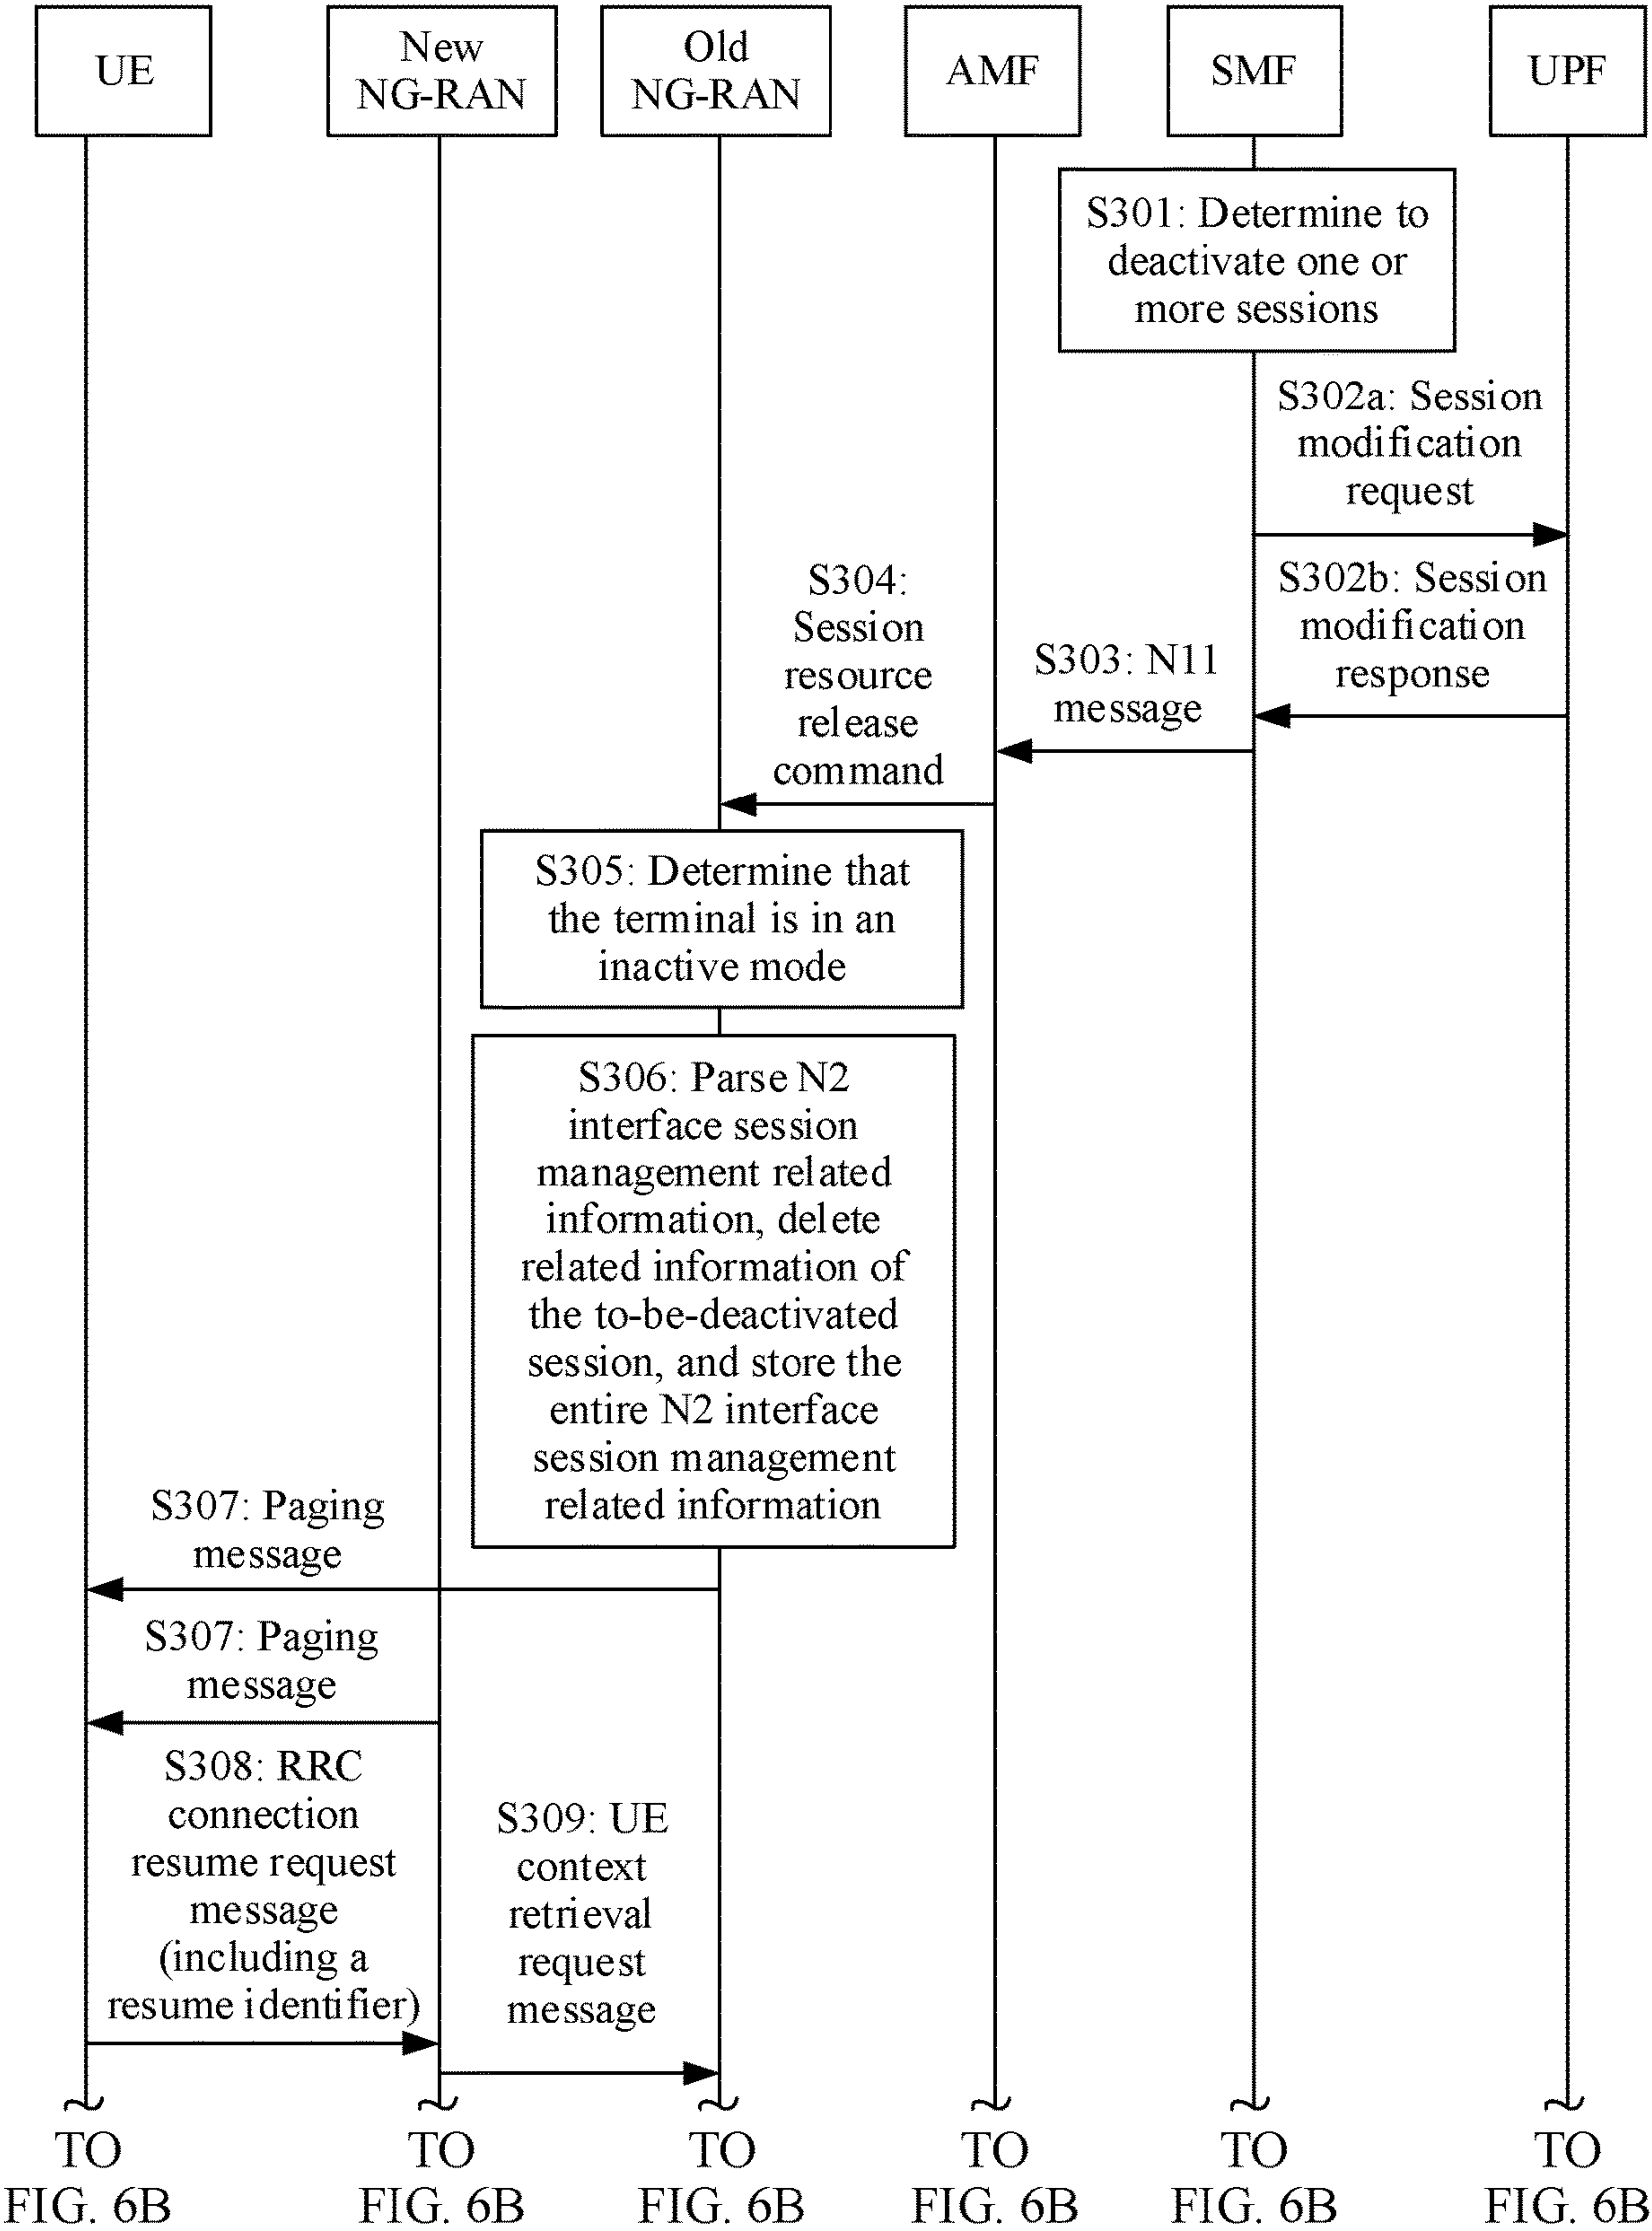 UE
New
NG-RAN
Old
NG-RAN
AMF
SMF
UPF
S301: Determine to
deactivate one or
more sessions
S302a: Session
modification
request
S302b: Session
modification
response
S303: N11
message
S304:
Session
resource
release
command
S305: Determine that
the terminal is in an
inactive mode
S306: Parse N2
interface session
management related
information, delete
related information of
the to-be-deactivated
session, and store the
entire N2 interface
session management
related information
S307: Paging
message
S307: Paging
message
S308: RRC
connection
resume request
message
(including a
resume identifier)
S309: UE
context
retrieval
request
message
TO
FIG. 6B
TO
FIG. 6B
TO
FIG. 6B
TO
FIG. 6B
TO
FIG. 6B
TO
FIG. 6B